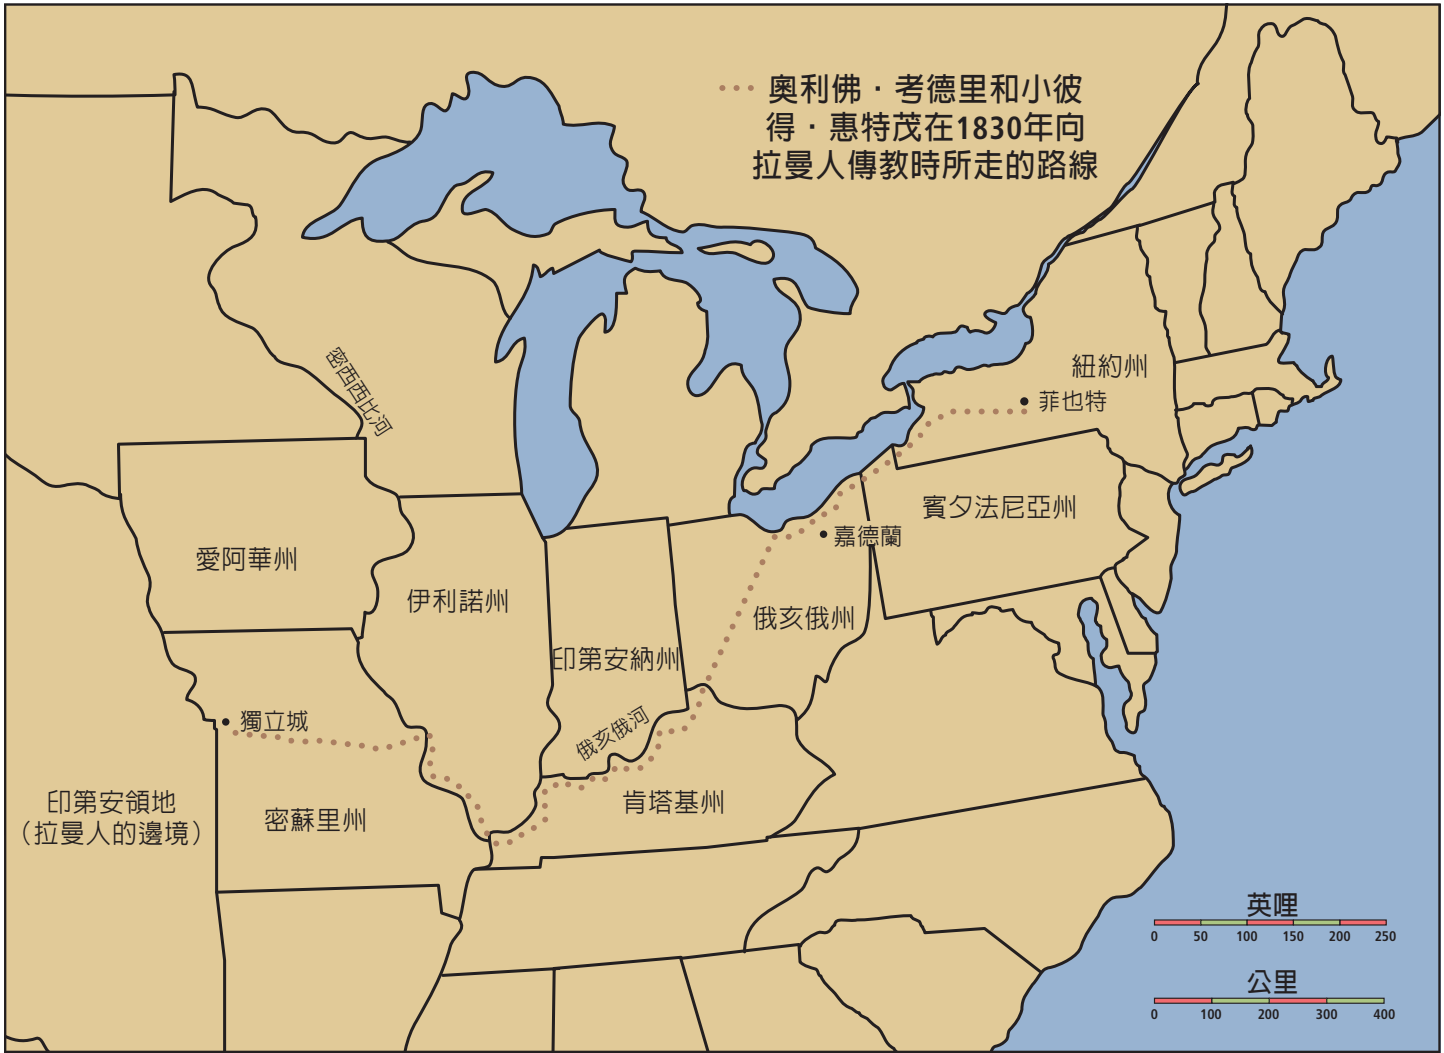 奧利佛．考德里和小彼
得．惠特茂在1830年向
拉曼人傳教時所走的路線
密西西比河
紐約州
菲也特
賓夕法尼亞州
嘉德蘭
愛阿華州
伊利諾州
俄亥俄州
印第安納州
俄亥俄河
獨立城
印第安領地
（拉曼人的邊境）
密蘇里州
肯塔基州
英哩
0 50 100 150 200 250
公里
0 100 200 300 400